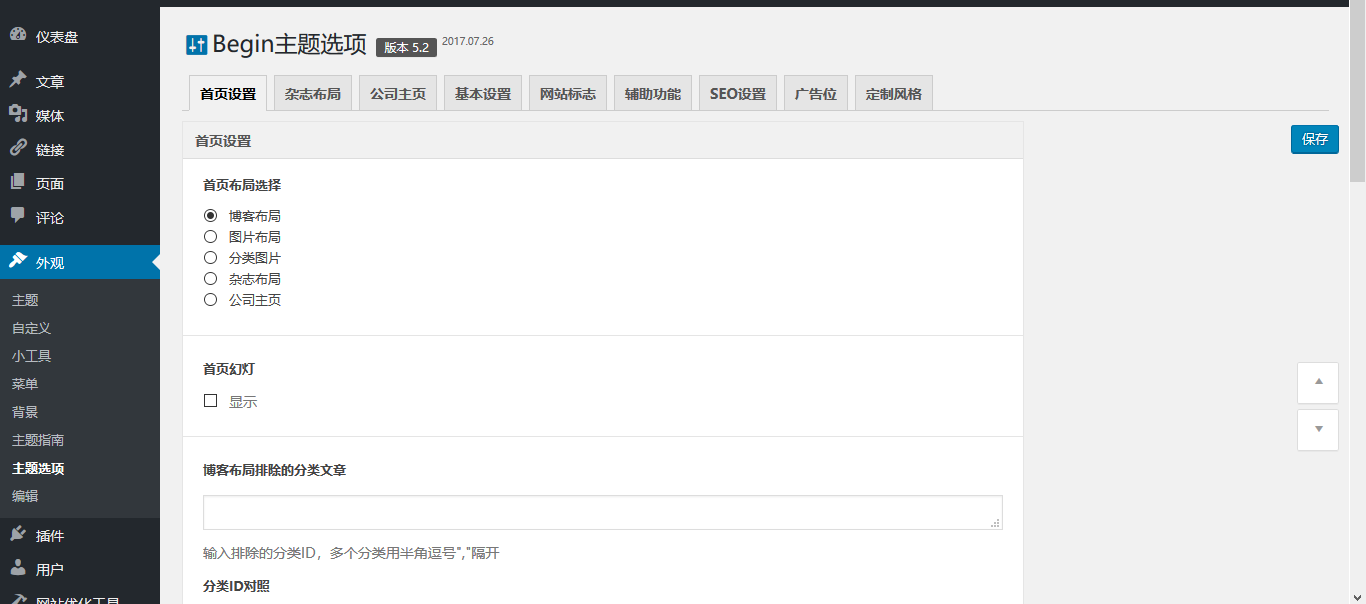 仪表盘
文章
媒体
链接
页面
评论
外观
主题
自定义
小工具
菜单
背景
主题指南
主题选项
编辑
插件
用户
网站优化工具
Begin主题选项 版本 5.2 2017.07.26
首页设置 杂志布局 公司主页 基本设置 网站标志 辅助功能 SEO设置 广告位 定制风格
首页设置
保存
首页布局选择
博客布局
图片布局
分类图片
杂志布局
公司主页
首页幻灯
显示
博客布局排除的分类文章
输入排除的分类ID，多个分类用半角逗号","隔开
分类ID对照